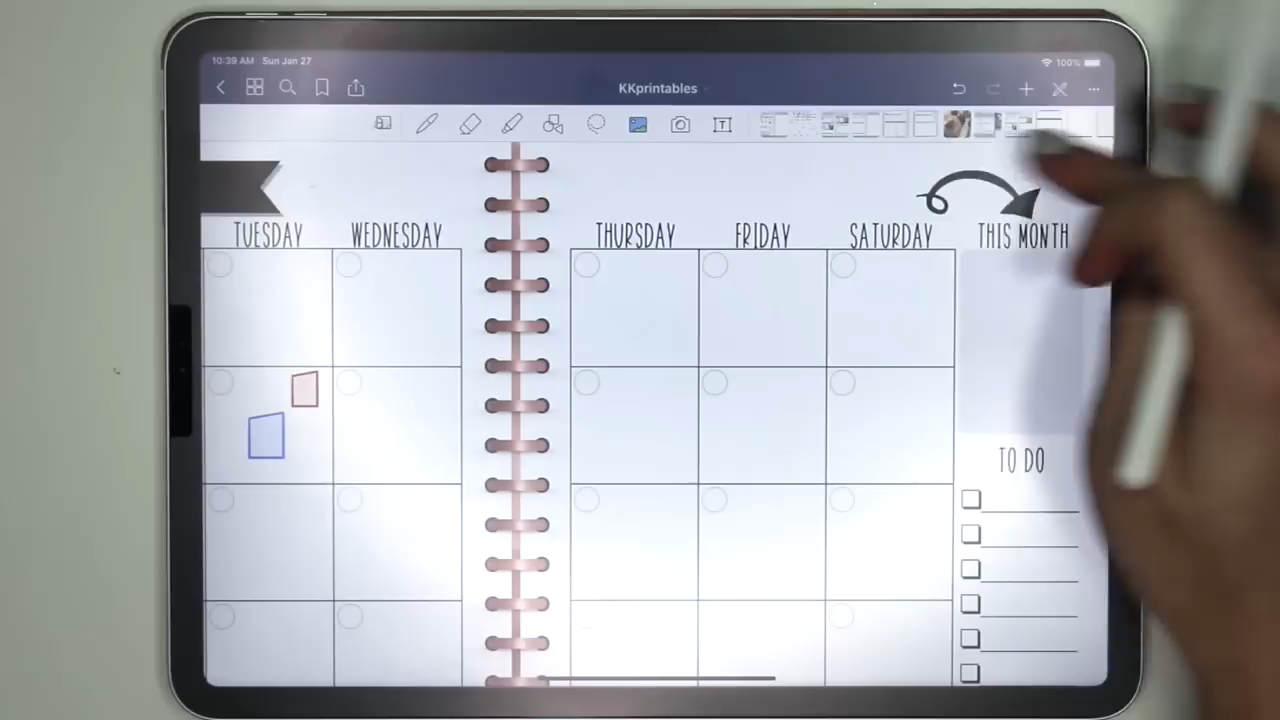 10:39 AM Sun Jan 27
100%
KKprintables
T
TUESDAY
WEDNESDAY
THURSDAY
FRIDAY
SATURDAY
THIS MONTH
TO DO